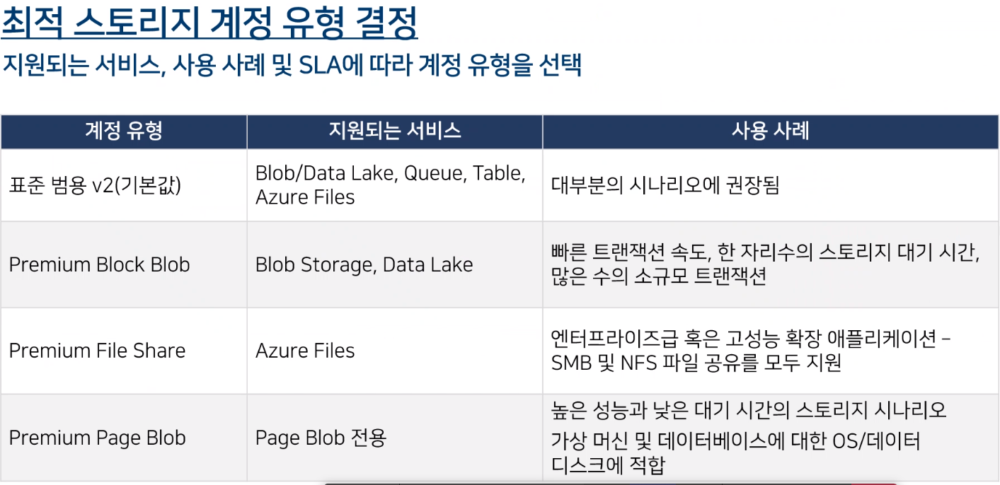 최적 스토리지 계정 유형 결정
지원되는 서비스, 사용 사례 및 SLA에 따라 계정 유형을 선택
계정 유형
지원되는 서비스
사용 사례
표준 범용 v2(기본값)
Blob/Data Lake, Queue, Table,
Azure Files
대부분의 시나리오에 권장됨
Premium Block Blob
Blob Storage, Data Lake
빠른 트랜잭션 속도, 한 자리수의 스토리지 대기 시간,
많은 수의 소규모 트랜잭션
Premium File Share
Azure Files
엔터프라이즈급 혹은 고성능 확장 애플리케이션 –
SMB 및 NFS 파일 공유를 모두 지원
Premium Page Blob
Page Blob 전용
높은 성능과 낮은 대기 시간의 스토리지 시나리오
가상 머신 및 데이터베이스에 대한 OS/데이터
디스크에 적합